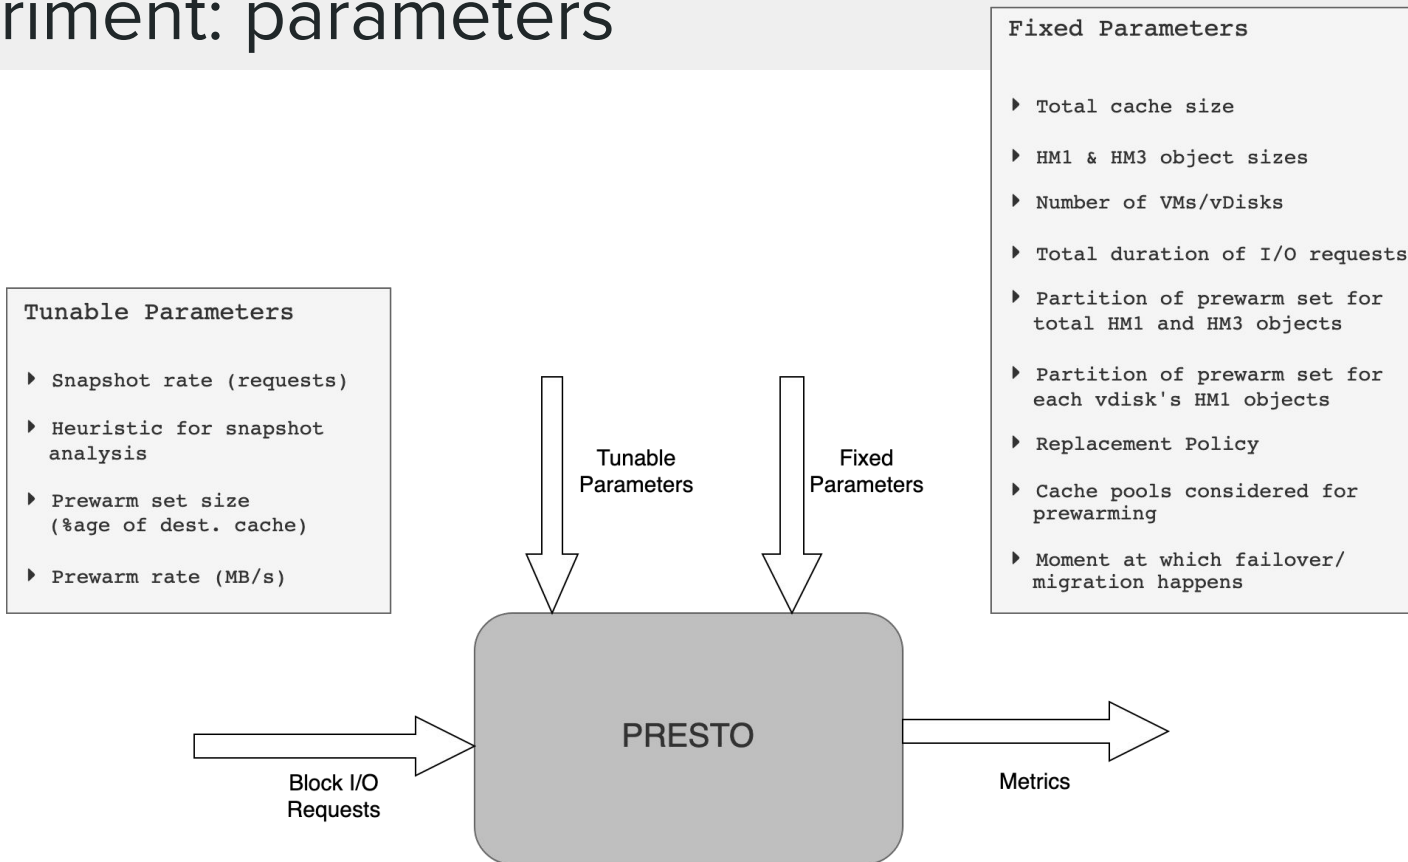 riment: parameters
Fixed Parameters
Total cache size
HM1 & HM3 object sizes
Number of VMs/vDisks
Total duration of I/O requests
Partition of prewarm set for
total HM1 and HM3 objects
Partition of prewarm set for
each vdisk's HM1 objects
Replacement Policy
Cache pools considered for
prewarming
Moment at which failover/
migration happens
Tunable Parameters
Snapshot rate (requests)
Heuristic for snapshot
analysis
Prewarm set size
(%age of dest. cache)
Prewarm rate (MB/s)
Tunable
Parameters
Fixed
Parameters
PRESTO
Block I/O
Requests
Metrics